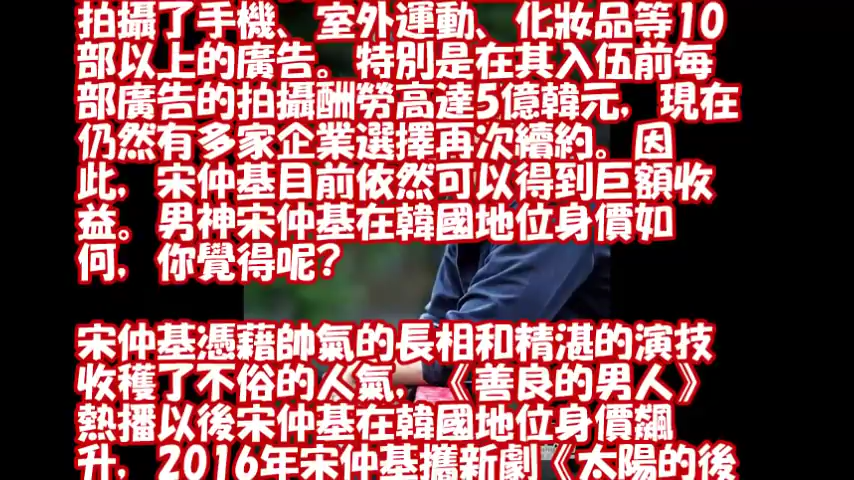 拍攝了手機、室外運動、化妝品等10
部以上的廣告。特別是在其入伍前每
部廣告的拍攝酬勞高達5億韓元，現在
仍然有多家企業選擇再次續約。因
此，宋仲基目前依然可以得到巨額收
益。男神宋仲基在韓國地位身價如
何，你覺得呢？
宋仲基憑藉帥氣的長相和精湛的演技
收穫了不俗的人氣，《善良的男人》
熱播以後宋仲基在韓國地位身價飆
升，2016年宋仲基攜新劇《太陽的後